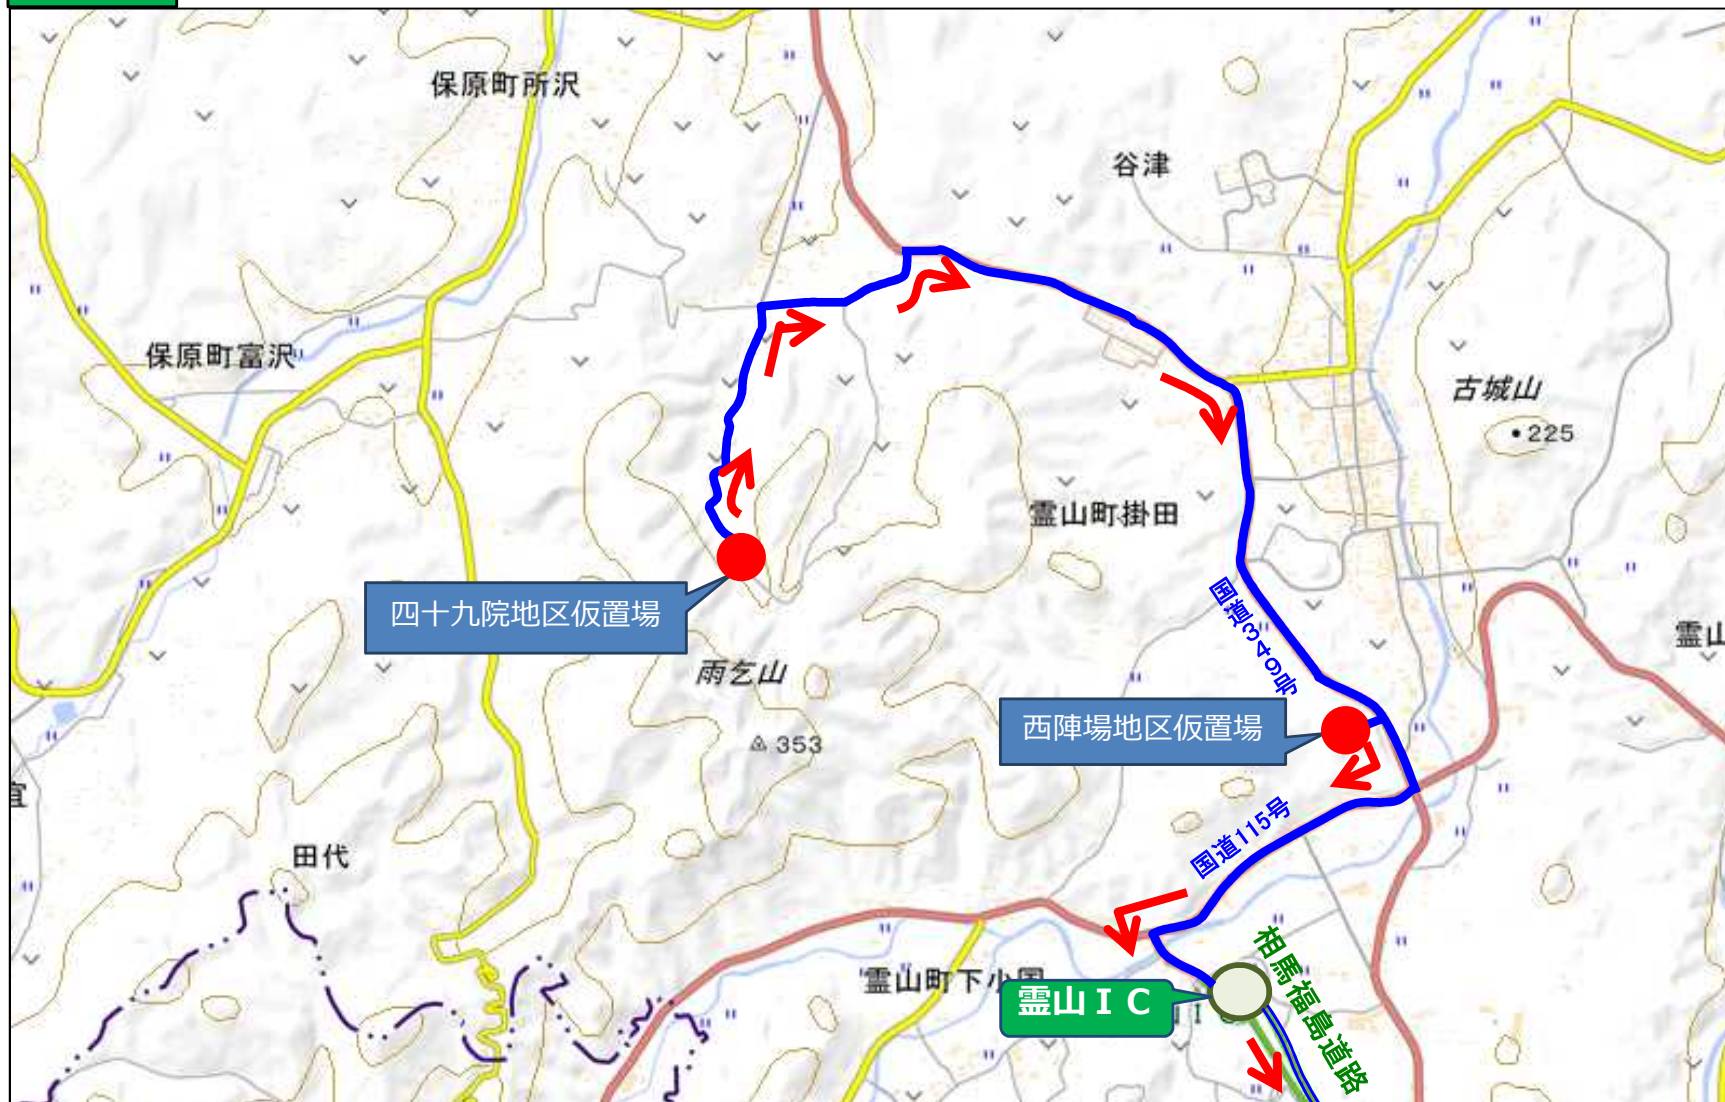 保原町所沢
谷津
保原町富沢
古城山
225
霊山町掛田
国道349号
四十九院地区仮置場
霊山
雨乞山
西陣場地区仮置場
353
国道115号
田代
相馬福島道路
霊山町下小国
霊山ＩＣ